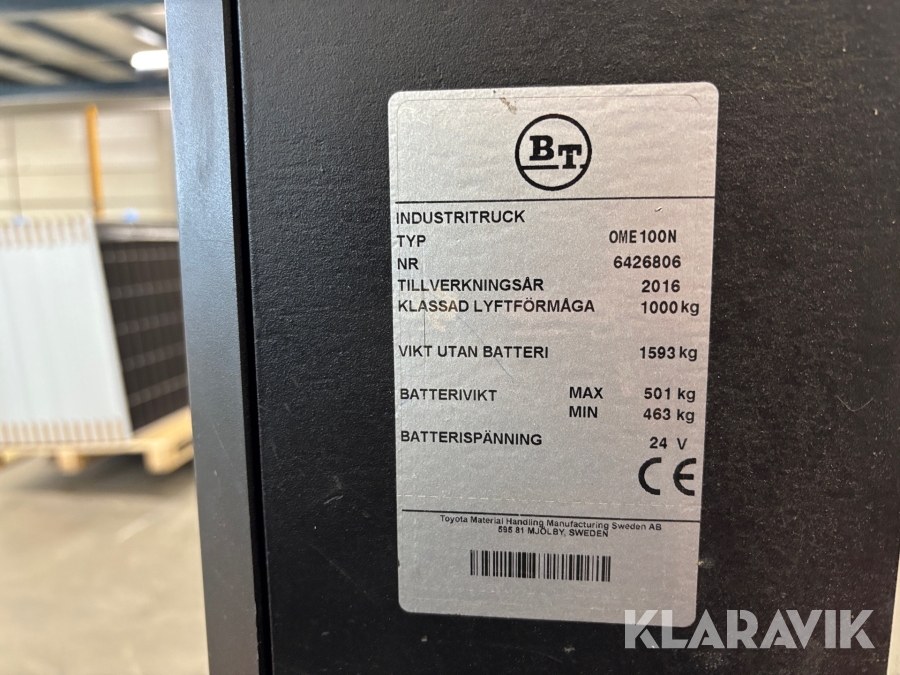 BT
INDUSTRITRUCK
TYP OME100N
NR 6426806
TILLVERKNINGSÅR 2016
KLASSAD LYFTFÖRMÅGA 1000 kg
VIKT UTAN BATTERI 1593 kg
BATTERIVIKT MAX 501 kg
MIN 463 kg
BATTERISPÄNNING 24 V
CE
Toyota Material Handling Manufacturing Sweden AB
595 81 MJÖLBY, SWEDEN
KLARAVIK